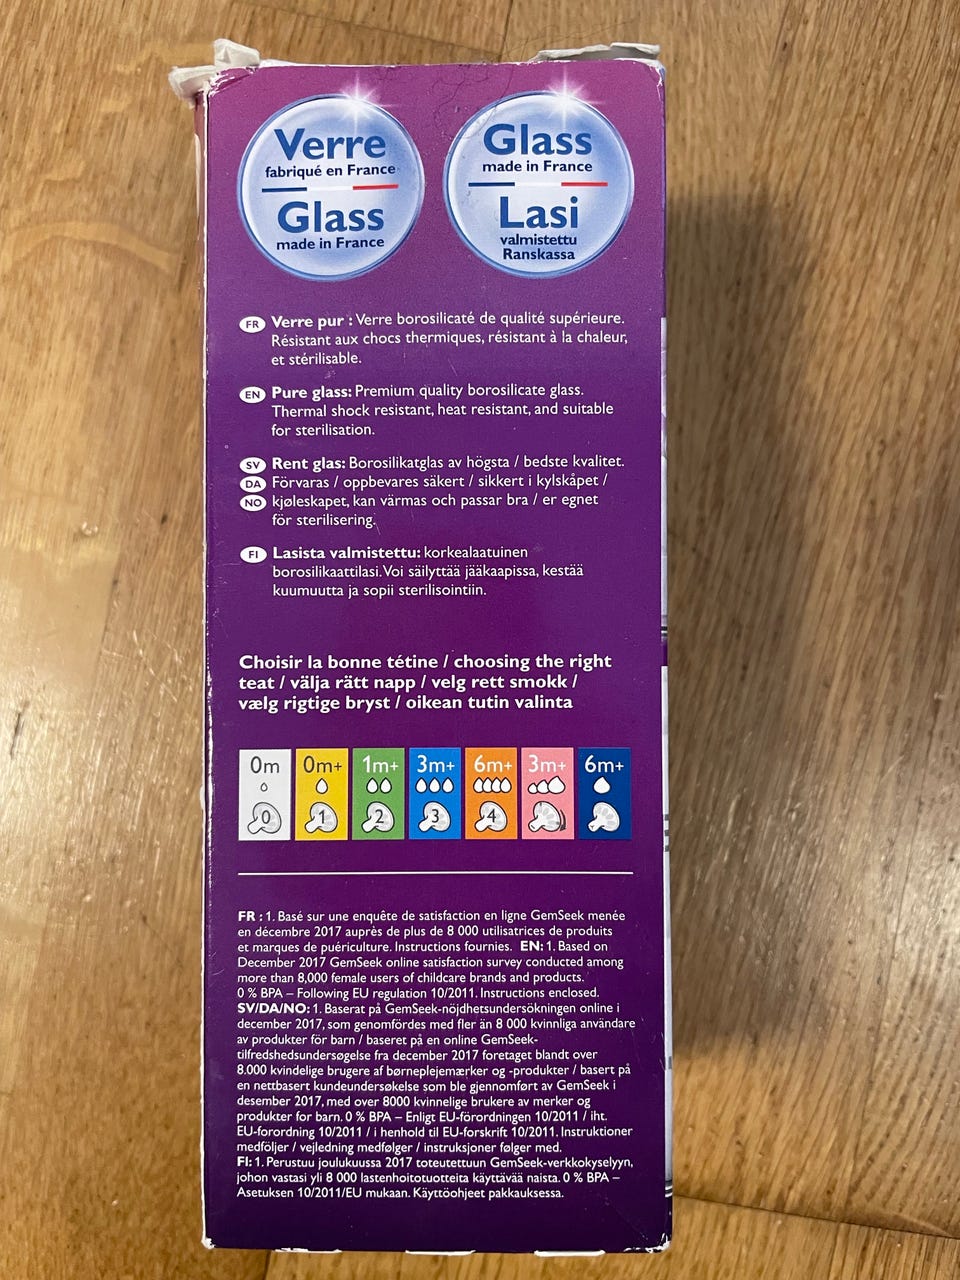 Verre
fabriqué en France
Glass
made in France
Glass
made in France
Lasi
valmistettu
Ranskassa
FR Verre pur : Verre borosilicaté de qualité supérieure.
Résistant aux chocs thermiques, résistant à la chaleur,
et stérilisable.
EN Pure glass: Premium quality borosilicate glass.
Thermal shock resistant, heat resistant, and suitable
for sterilisation.
SV Rent glas: Borosilikatglas av högsta / bedste kvalitet.
DA Förvaras / oppbevares säkert / sikkert i kylskåpet /
NO kjøleskapet, kan värmas och passar bra / er egnet
för sterilisering.
FI Lasista valmistettu: korkealaatuinen
borosilikaattilasi. Voi säilyttää jääkaapissa, kestää
kuumuutta ja sopii sterilisointiin.
Choisir la bonne tétine / choosing the right
teat / välja rätt napp / velg rett smokk /
vælg rigtige bryst / oikean tutin valinta
0m 0m+ 1m+ 3m+ 6m+ 3m+ 6m+
0 1 2 3 4
FR : 1. Basé sur une enquête de satisfaction en ligne GemSeek menée
en décembre 2017 auprès de plus de 8 000 utilisatrices de produits
et marques de puériculture. Instructions fournies. EN: 1. Based on
December 2017 GemSeek online satisfaction survey conducted among
more than 8,000 female users of childcare brands and products.
0 % BPA – Following EU regulation 10/2011. Instructions enclosed.
SV/DA/NO: 1. Baserat på GemSeek-nöjdhetsundersökningen online i
december 2017, som genomfördes med fler än 8 000 kvinnliga användare
av produkter för barn / baseret på en online GemSeek-
tilfredshedsundersøgelse fra december 2017 foretaget blandt over
8.000 kvindelige brugere af børneplejemærker og -produkter / basert på
en nettbasert kundeundersøkelse som ble gjennomført av GemSeek i
desember 2017, med over 8000 kvinnelige brukere av merker og
produkter for barn. 0 % BPA – Enligt EU-förordningen 10/2011 / iht.
EU-forordning 10/2011 / i henhold til EU-forskrift 10/2011. Instruktioner
medföljer / vejledning medfølger / instruksjoner følger med.
FI: 1. Perustuu joulukuussa 2017 toteutettuun GemSeek-verkkokyselyyn,
johon vastasi yli 8 000 lastenhoitotuotteita käyttävää naista. 0 % BPA –
Asetuksen 10/2011/EU mukaan. Käyttöohjeet pakkauksessa.